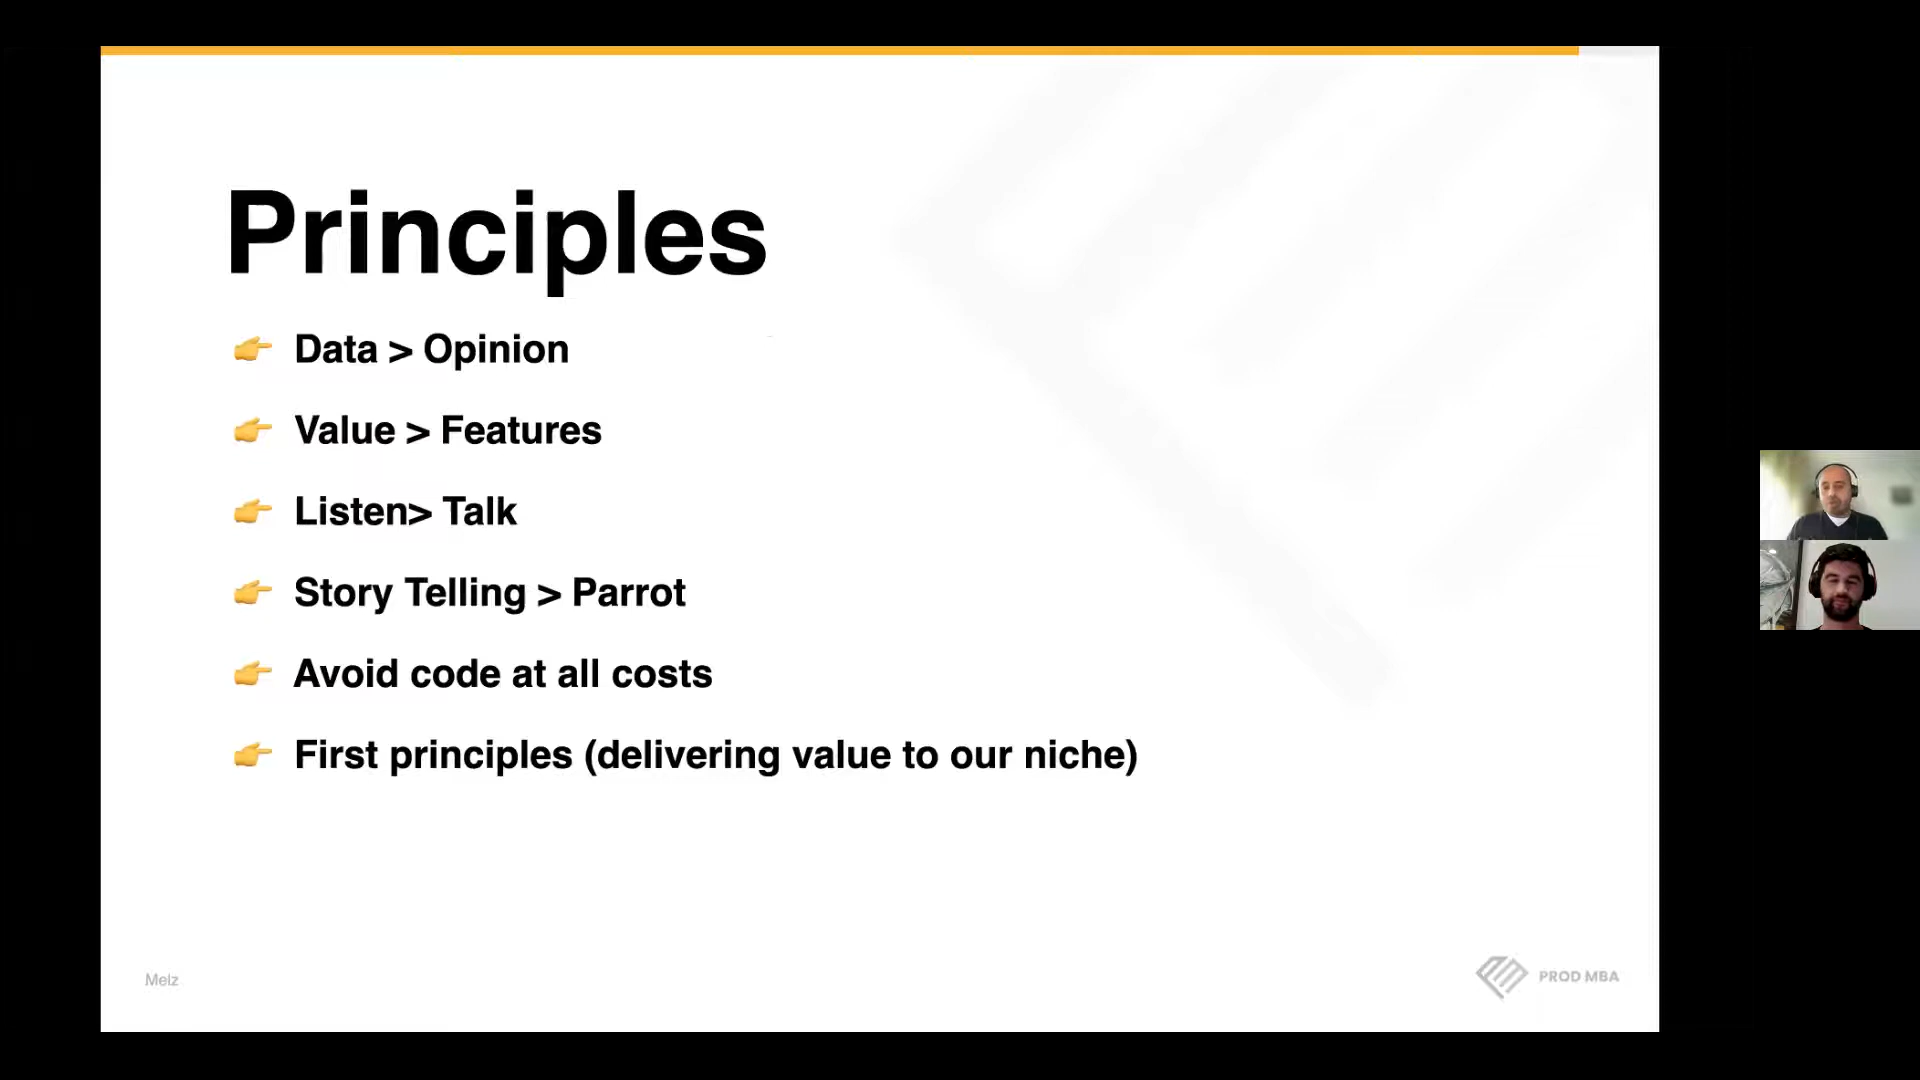 Principles
👉 Data > Opinion
👉 Value > Features
👉 Listen> Talk
👉 Story Telling > Parrot
👉 Avoid code at all costs
👉 First principles (delivering value to our niche)
Melz
PROD MBA